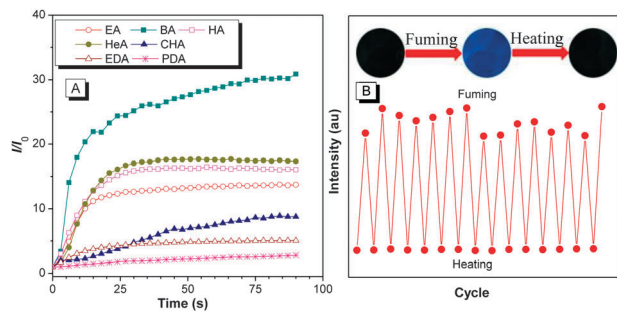 EA BA HA
HeA CHA
EDA PDA
A
I/I0
40
30
20
10
0
0 25 50 75 100
Time (s)
Fuming Heating
B
Fuming
Intensity (au)
Heating
Cycle